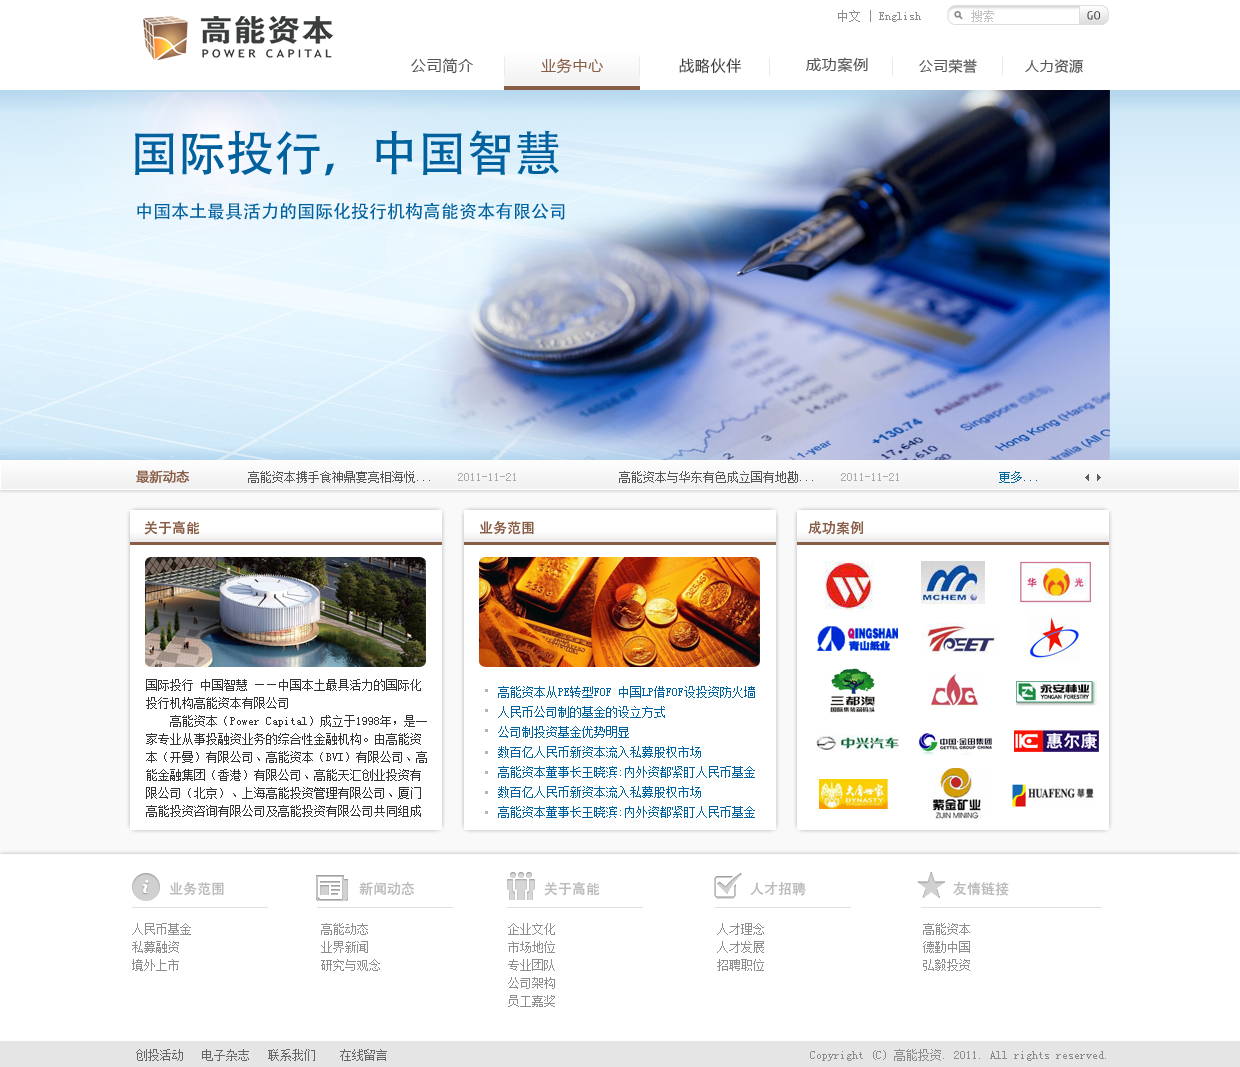 中文 | English
搜索
GO
高能资本
POWER CAPITAL
公司简介
业务中心
战略伙伴
成功案例
公司荣誉
人力资源
国际投行，中国智慧
中国本土最具活力的国际化投行机构高能资本有限公司
+130.74
17,640
1-year
Mexico
Asia/Pacific
Singapore (SES)
Hong Kong (Hang Seng
Australia (All O
最新动态
高能资本携手食神鼎宴亮相海悦...
2011-11-21
高能资本与华东有色成立国有地勘...
2011-11-21
更多...
关于高能
国际投行 中国智慧 －－中国本土最具活力的国际化
投行机构高能资本有限公司
高能资本（Power Capital）成立于1998年，是一
家专业从事投融资业务的综合性金融机构。由高能资
本（开曼）有限公司、高能资本（BVI）有限公司、高
能金融集团（香港）有限公司、高能天汇创业投资有
限公司（北京）、上海高能投资管理有限公司、厦门
高能投资咨询有限公司及高能投资有限公司共同组成
业务范围
高能资本从PE转型FOF 中国LP借FOF设投资防火墙
人民币公司制的基金的设立方式
公司制投资基金优势明显
数百亿人民币新资本流入私募股权市场
高能资本董事长王晓滨:内外资都紧盯人民币基金
数百亿人民币新资本流入私募股权市场
高能资本董事长王晓滨:内外资都紧盯人民币基金
成功案例
MCHEM
华 光
QINGSHAN
青山纸业
三都澳
国际集装箱码头
永安林业
YONGAN FORESTRY
中兴汽车
中国·金田集团
GETTEL GROUP CHINA
惠尔康
DYNASTY
紫金矿业
ZIJIN MINING
HUAFENG 華豐
业务范围
人民币基金
私募融资
境外上市
新闻动态
高能动态
业界新闻
研究与观念
关于高能
企业文化
市场地位
专业团队
公司架构
员工嘉奖
人才招聘
人才理念
人才发展
招聘职位
友情链接
高能资本
德勤中国
弘毅投资
创投活动
电子杂志
联系我们
在线留言
Copyright (C) 高能投资. 2011. All rights reserved.